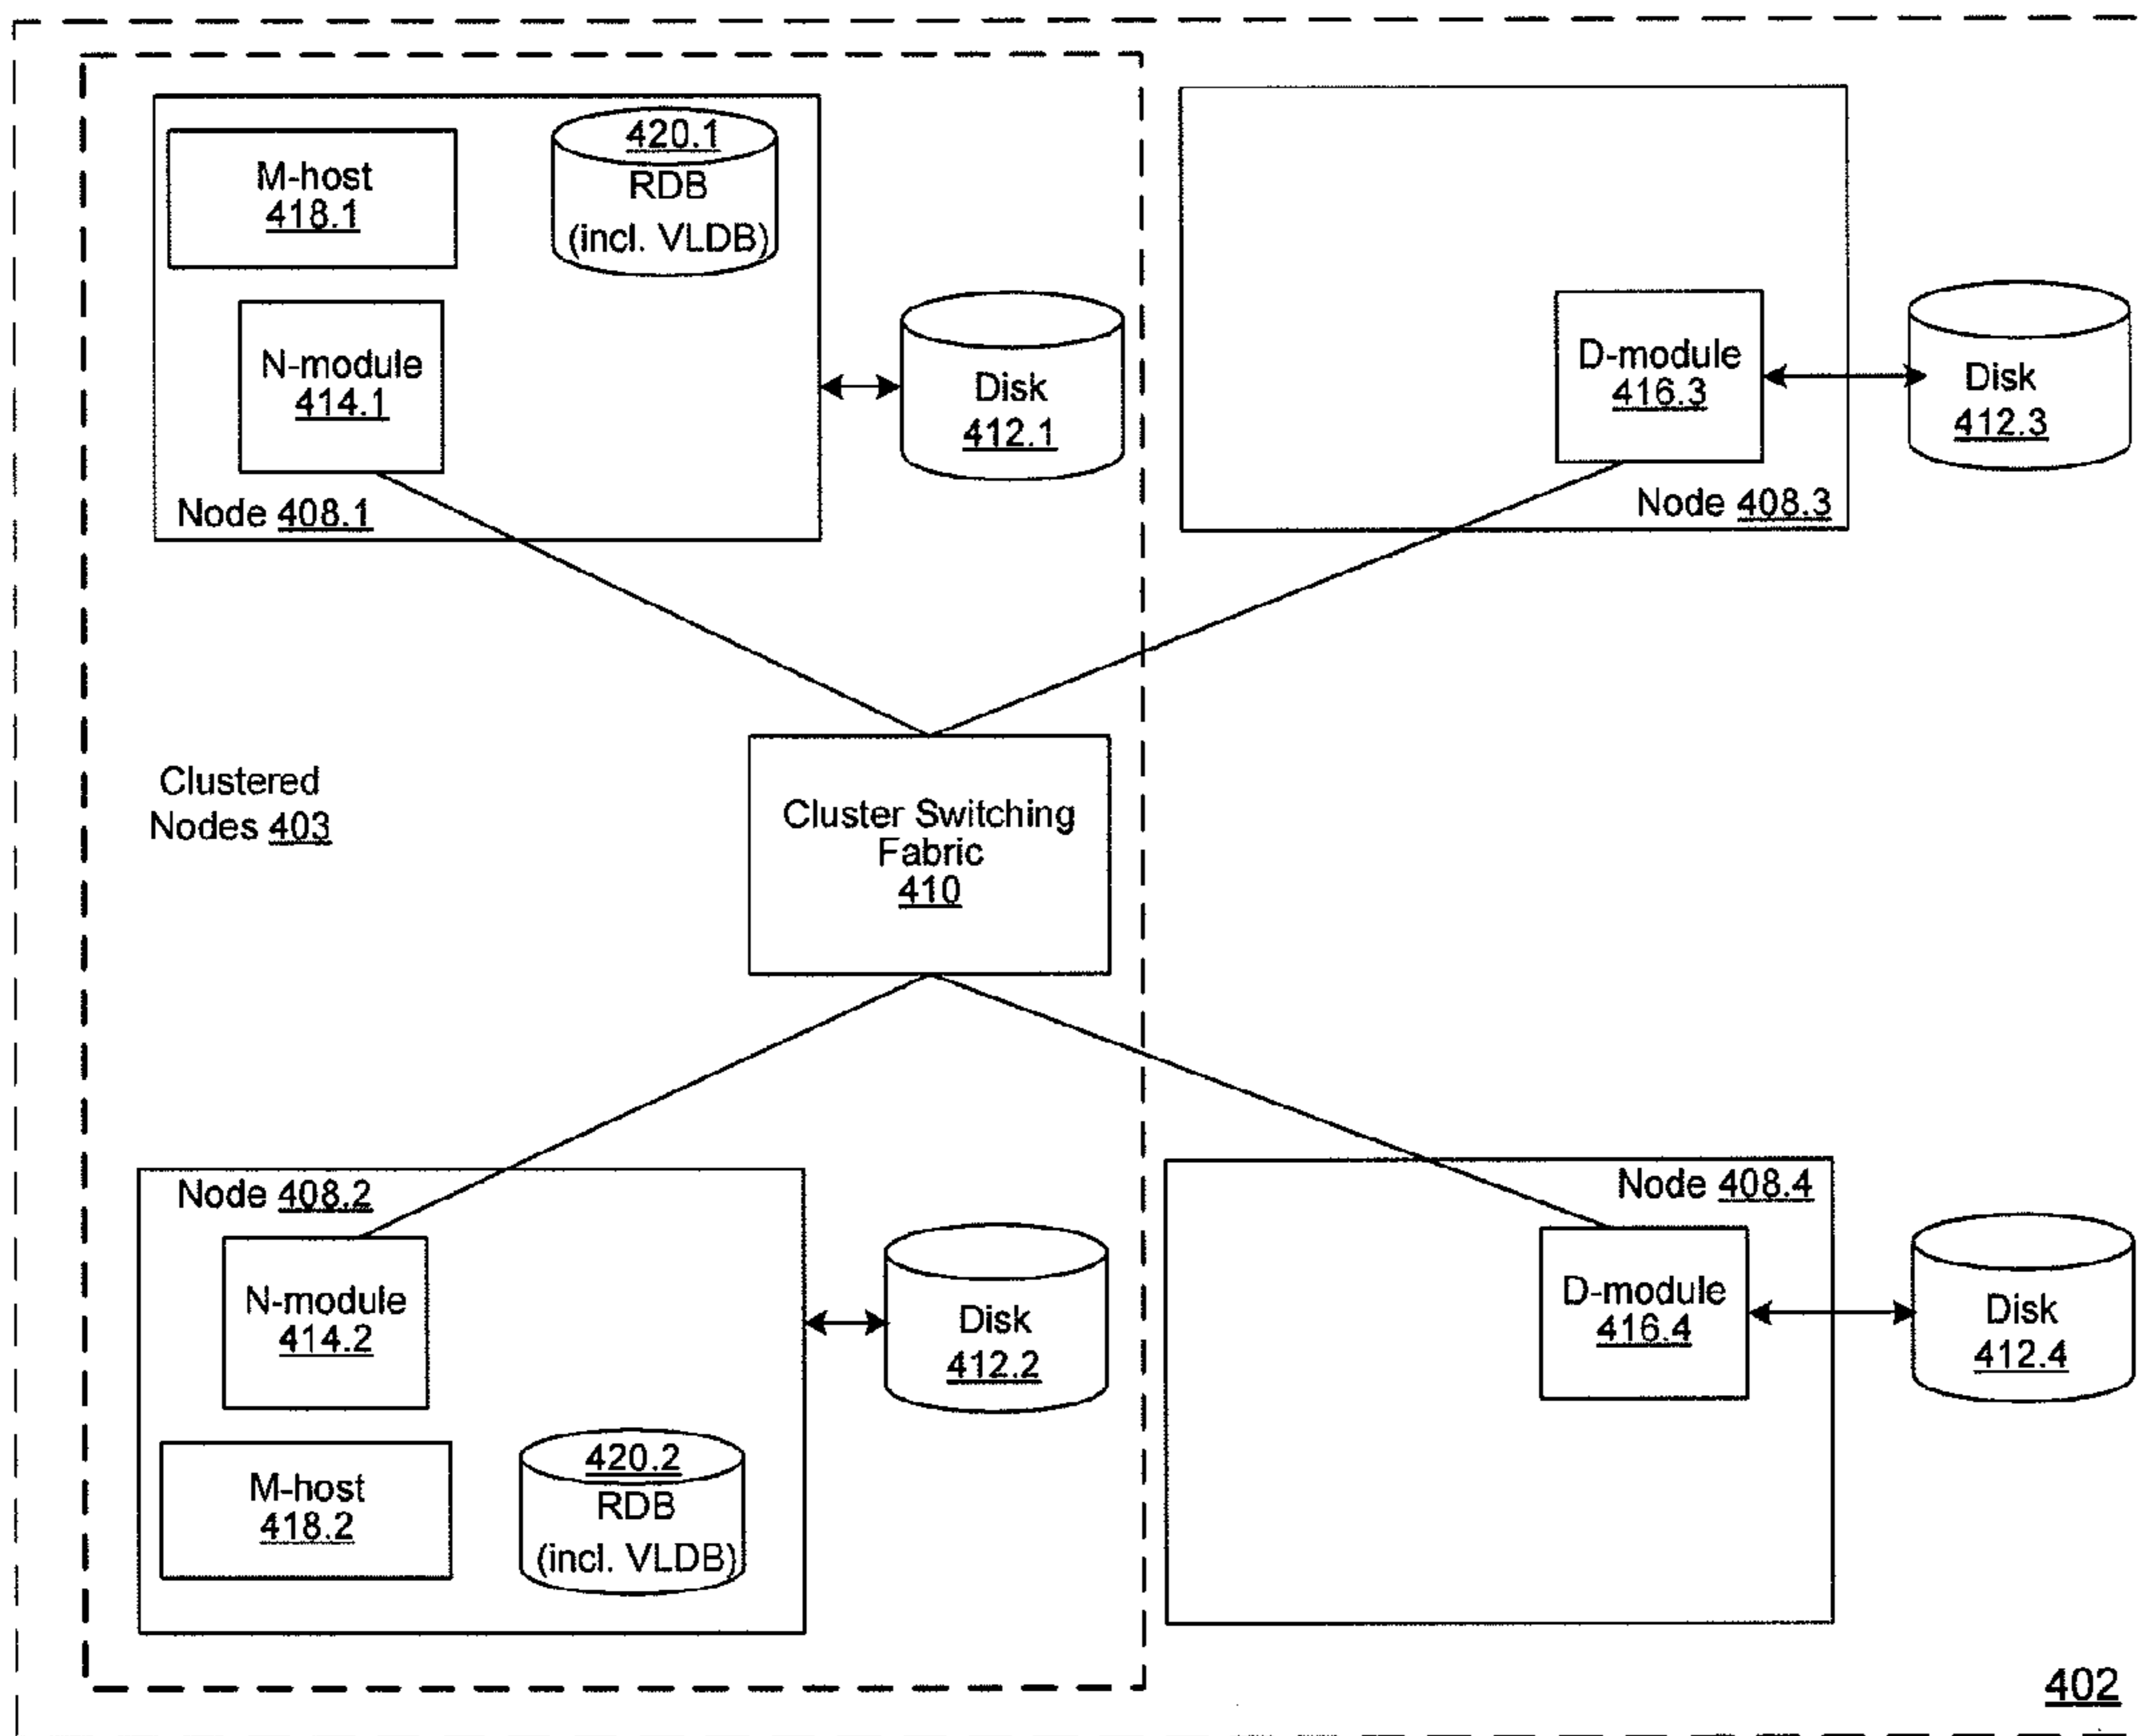 420.1
RDB
(incl. VLDB)
M-host
418.1
N-module
414.1
Node 408.1
Disk
412.1
D-module
416.3
Node 408.3
Disk
412.3
Clustered
Nodes 403
Cluster Switching
Fabric
410
Node 408.2
N-module
414.2
M-host
418.2
420.2
RDB
(incl. VLDB)
Disk
412.2
Node 408.4
D-module
416.4
Disk
412.4
402